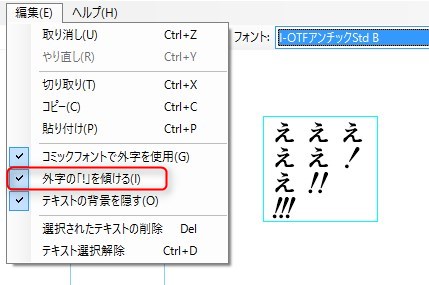 編集(E) ヘルプ(H)
取り消し(U) Ctrl+Z
やり直し(R) Ctrl+Y
切り取り(T) Ctrl+X
コピー(C) Ctrl+C
貼り付け(P) Ctrl+P
コミックフォントで外字を使用(G)
外字の「!」を傾ける(I)
テキストの背景を隠す(O)
選択されたテキストの削除 Del
テキスト選択解除 Ctrl+D
フォント: I-OTFアンチックStd B
え!
え!!
ええええ!!!